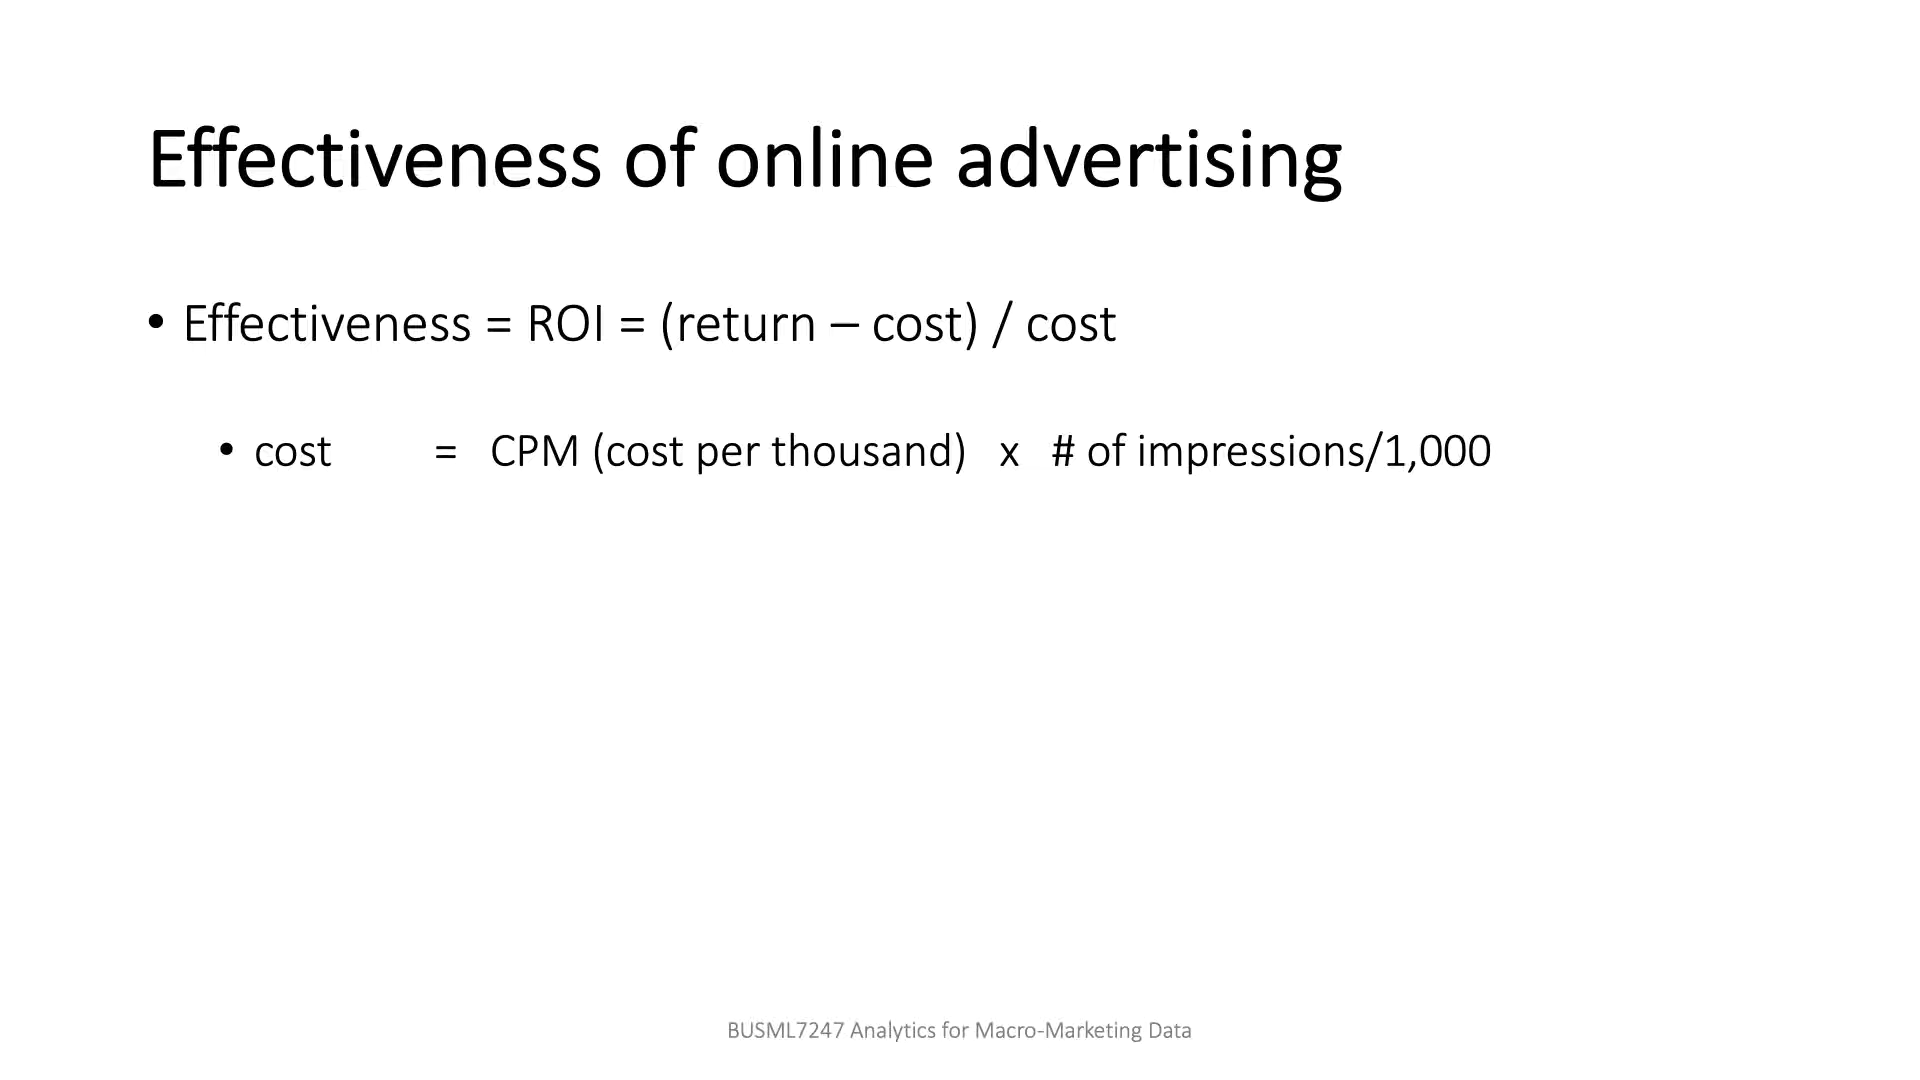 Effectiveness of online advertising
• Effectiveness = ROI = (return – cost) / cost
• cost = CPM (cost per thousand) x # of impressions/1,000
BUSML7247 Analytics for Macro-Marketing Data